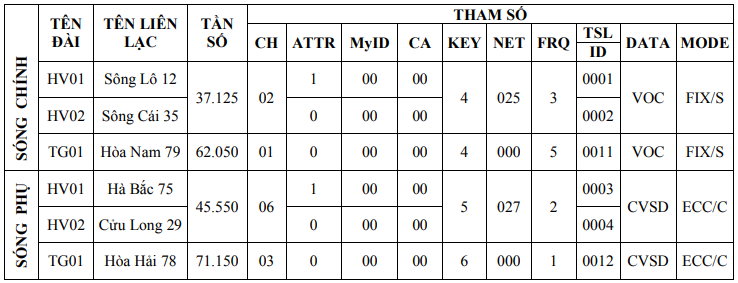 TÊN ĐÀI TÊN LIÊN LẠC TẦN SỐ THAM SỐ
CH ATTR MyID CA KEY NET FRQ TSL ID DATA MODE
SÓNG CHÍNH
HV01 Sông Lô 12 37.125 02 1 00 00 4 025 3 0001 VOC FIX/S
HV02 Sông Cái 35 0 00 00 0002
TG01 Hòa Nam 79 62.050 01 0 00 00 4 000 5 0011 VOC FIX/S
SÓNG PHỤ
HV01 Hà Bắc 75 45.550 06 1 00 00 5 027 2 0003 CVSD ECC/C
HV02 Cửu Long 29 0 00 00 0004
TG01 Hòa Hải 78 71.150 03 0 00 00 6 000 1 0012 CVSD ECC/C